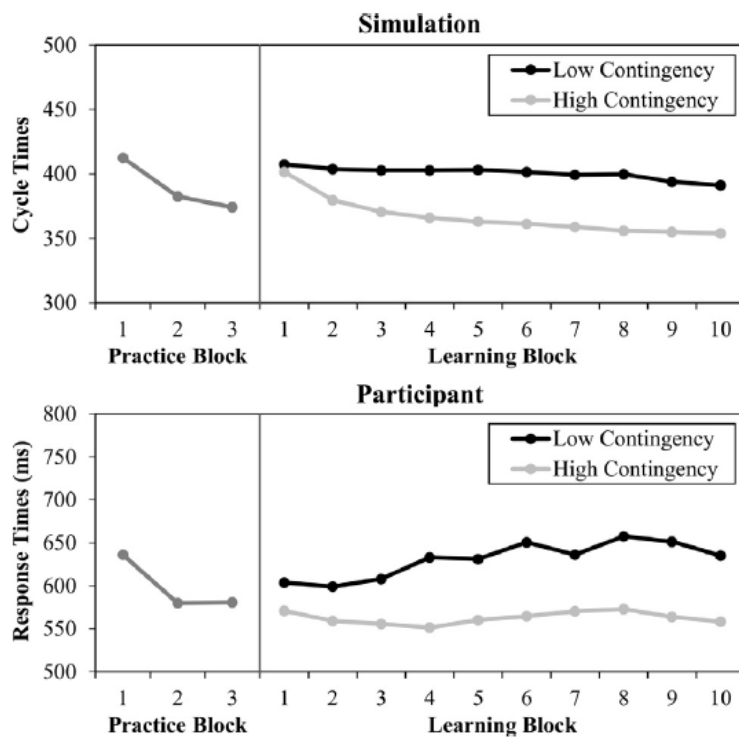 Simulation
Cycle Times
500
450
400
350
300
Low Contingency
High Contingency
1 2 3 1 2 3 4 5 6 7 8 9 10
Practice Block Learning Block
Participant
Response Times (ms)
800
750
700
650
600
550
500
Low Contingency
High Contingency
1 2 3 1 2 3 4 5 6 7 8 9 10
Practice Block Learning Block